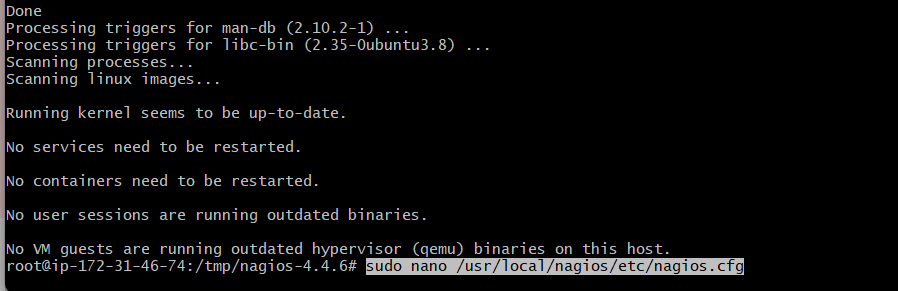 Done
Processing triggers for man-db (2.10.2-1) ...
Processing triggers for libc-bin (2.35-0ubuntu3.8) ...
Scanning processes...
Scanning linux images...
Running kernel seems to be up-to-date.
No services need to be restarted.
No containers need to be restarted.
No user sessions are running outdated binaries.
No VM guests are running outdated hypervisor (qemu) binaries on this host.
root@ip-172-31-46-74:/tmp/nagios-4.4.6# sudo nano /usr/local/nagios/etc/nagios.cfg